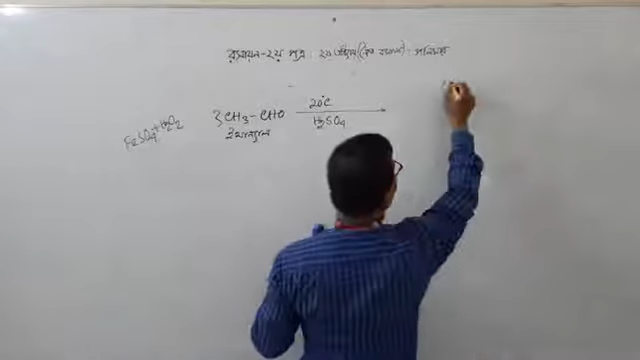 রসায়ন-২য় পত্র : ২য় অধ্যায় (জৈব রসায়ন)- পলিমার
FeSO4+H2O2
3CH3-CHO
20°C
H2SO4
ইথান্যাল